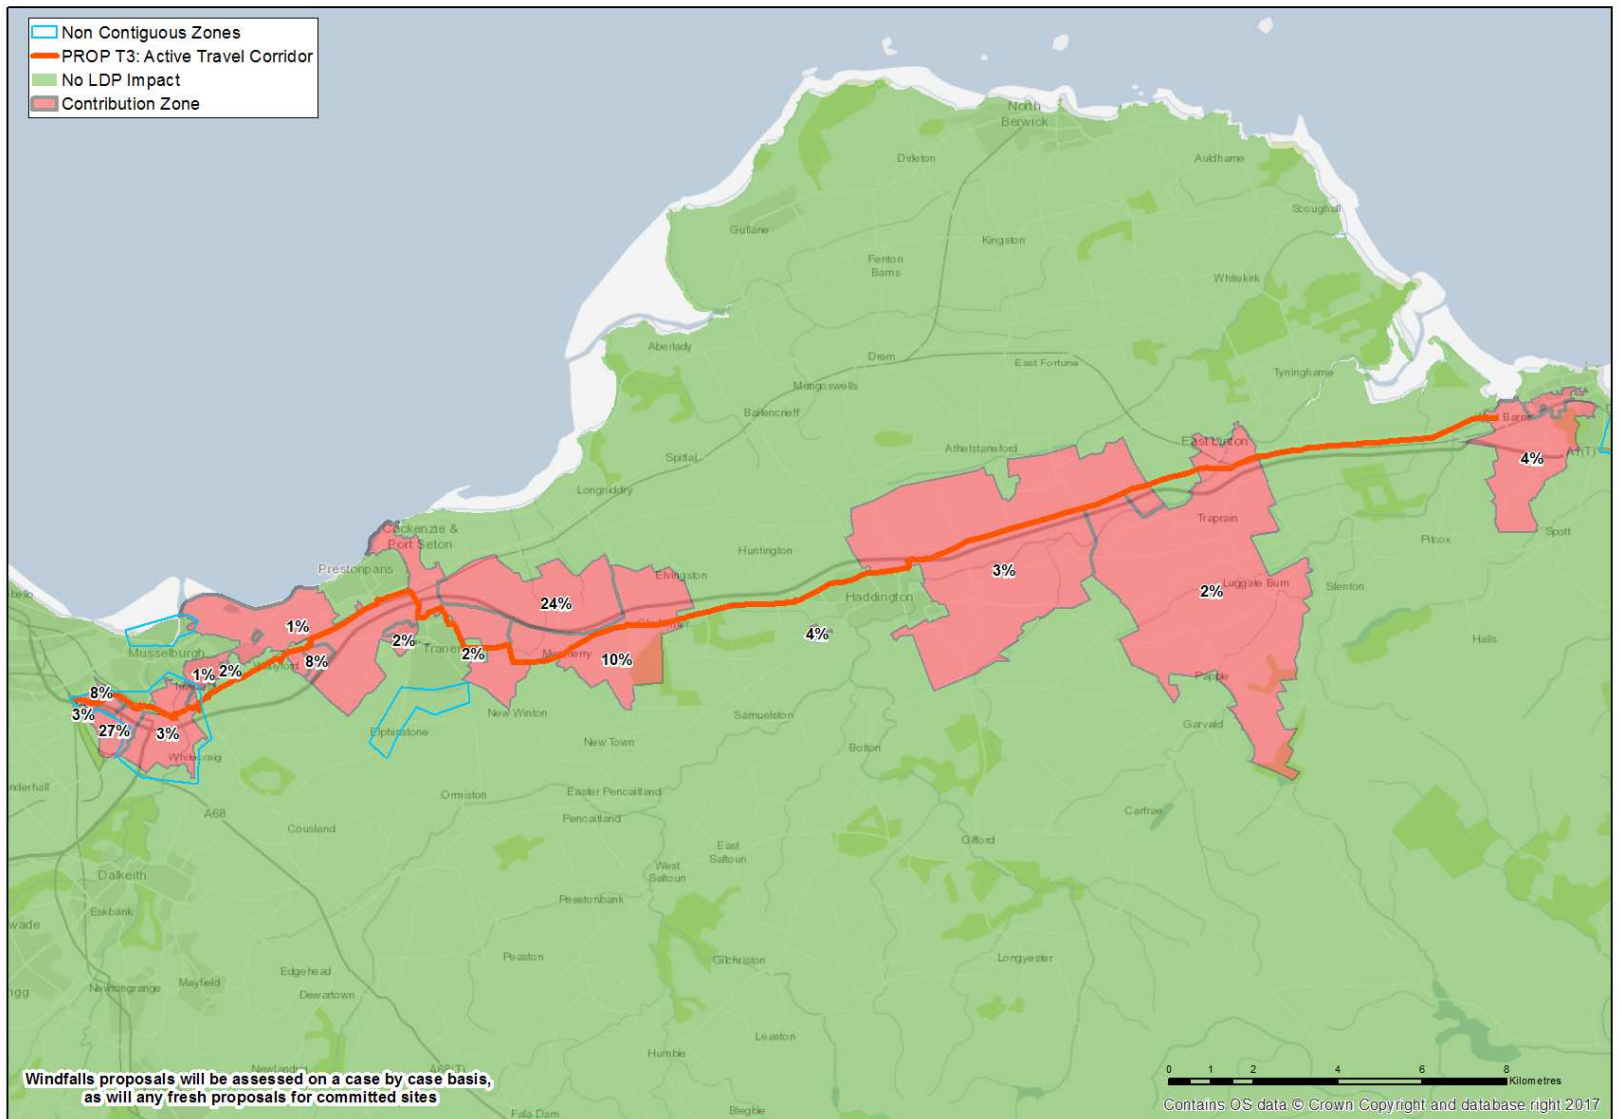 Non Contiguous Zones
PROP T3: Active Travel Corridor
No LDP Impact
Contribution Zone
North
Berwick
Dirleton
Auldhame
Scoughall
Gullane
Kingston
Fenton
Barns
Whitekirk
Aberlady
Drem
East Fortune
Tyninghame
Mungoswells
Ballencrieff
West Barns
Athelstaneford
East Linton
A1(T)
4%
Spittal
Longniddry
Traprain
Pitcox
Spott
Cockenzie &
Port Seton
Huntington
Prestonpans
Elvingston
3%
Luggate Burn
Stenton
2%
24%
Haddington
1%
Gladsmuir
4%
Halls
Musselburgh
Wallyford
2%
Tranent
2%
Macmerry
10%
8%
1%
2%
Papple
8%
3%
27%
3%
New Winton
Samuelston
Garvald
Elphinstone
New Town
Bolton
Whitecraig
Ormiston
Easter Pencaitland
Carfrae
A68
Cousland
Pencaitland
Gifford
East
Saltoun
West
Saltoun
Dalkeith
Peastonbank
Eskbank
Peaston
Gilchriston
Longyester
Edgehead
Mayfield
Newtongrange
Dewartown
Leaston
Humbie
A68(T)
Windfalls proposals will be assessed on a case by case basis,
as will any fresh proposals for committed sites
0 1 2 4 6 8
Kilometres
Contains OS data © Crown Copyright and database right 2017
Fala Dam
Blegbie